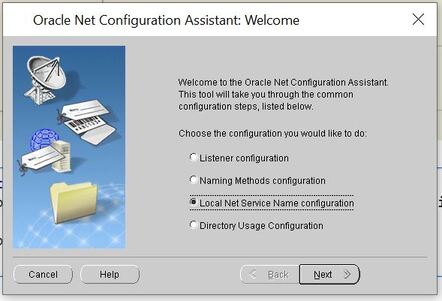 Oracle Net Configuration Assistant: Welcome
Welcome to the Oracle Net Configuration Assistant.
This tool will take you through the common
configuration steps, listed below.
Choose the configuration you would like to do:
Listener configuration
Naming Methods configuration
Local Net Service Name configuration
Directory Usage Configuration
Cancel
Help
< Back
Next >